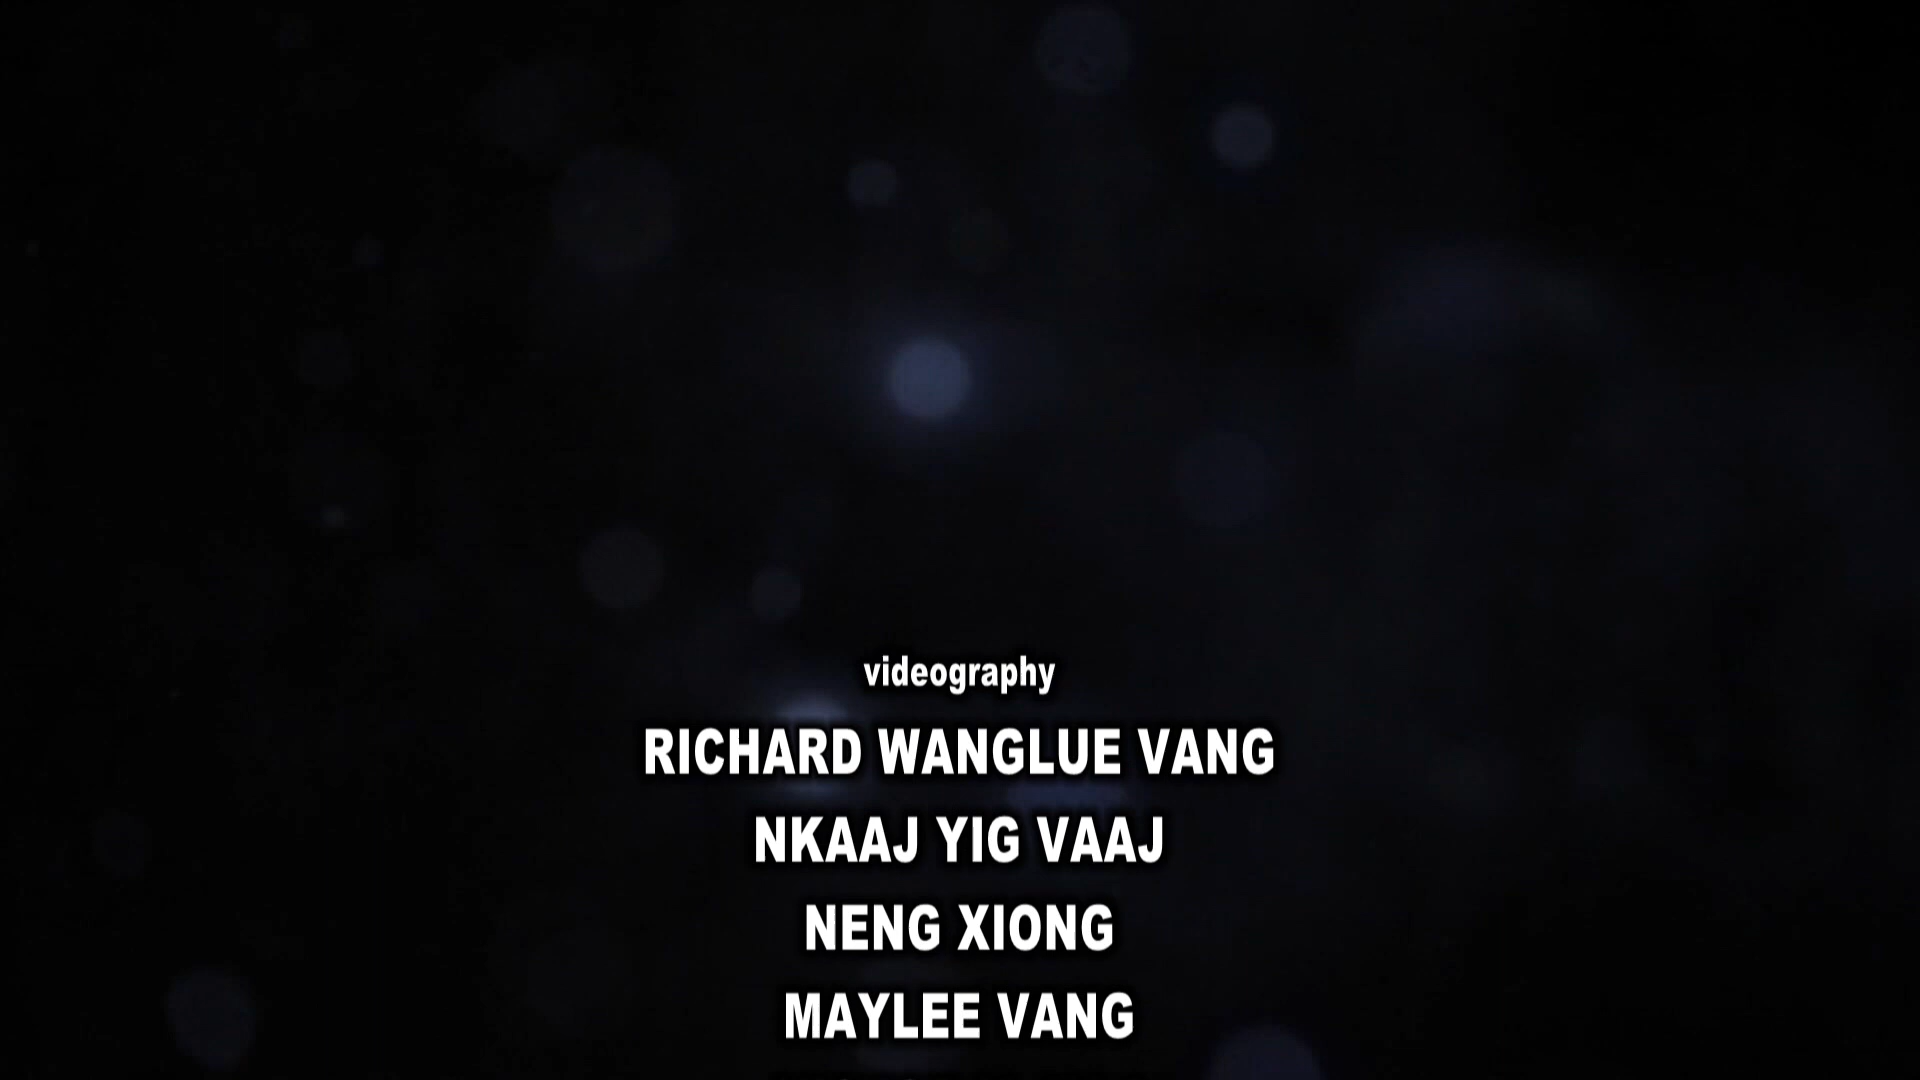 videography
RICHARD WANGLUE VANG
NKAAJ YIG VAAJ
NENG XIONG
MAYLEE VANG